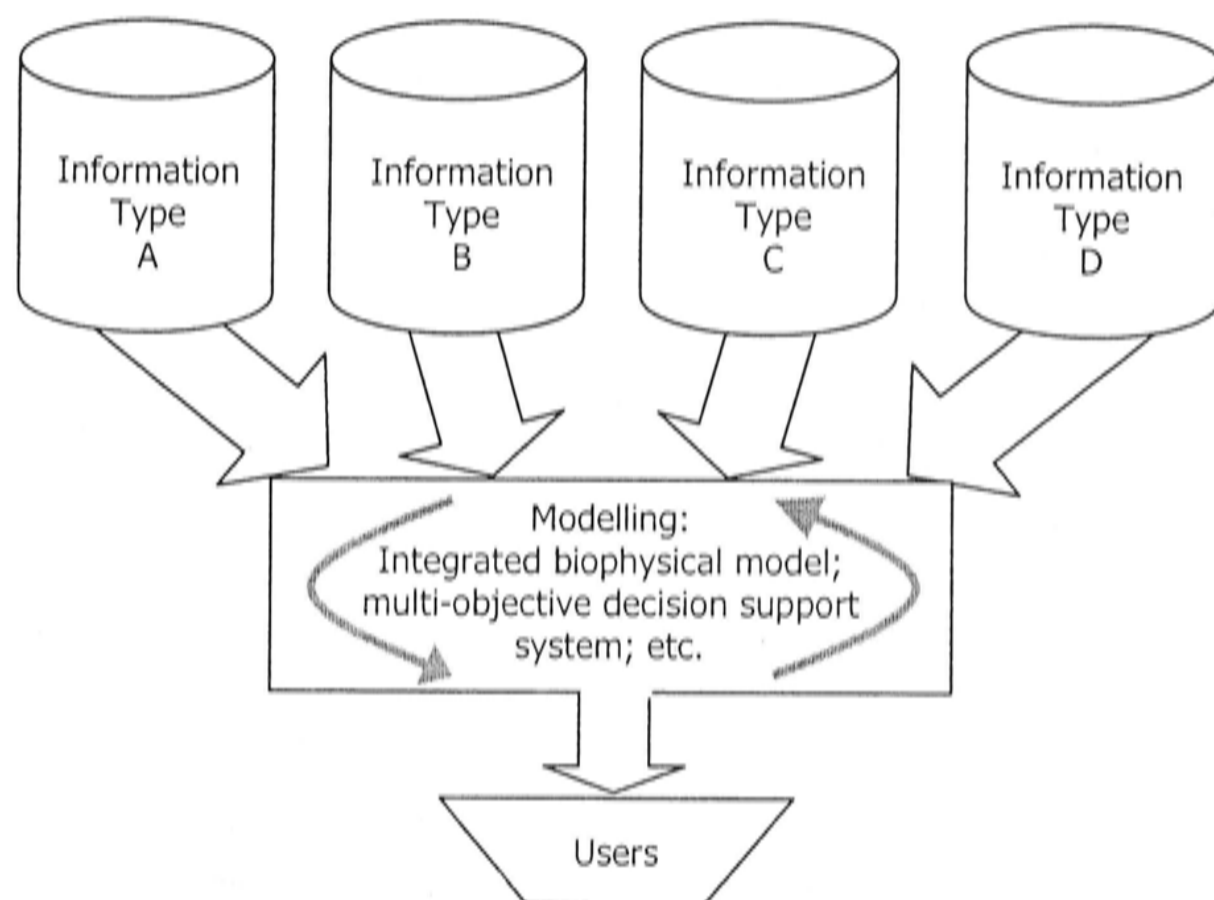 Information
Type
A
Information
Type
B
Information
Type
C
Information
Type
D
Modelling:
Integrated biophysical model;
multi-objective decision support
system; etc.
Users